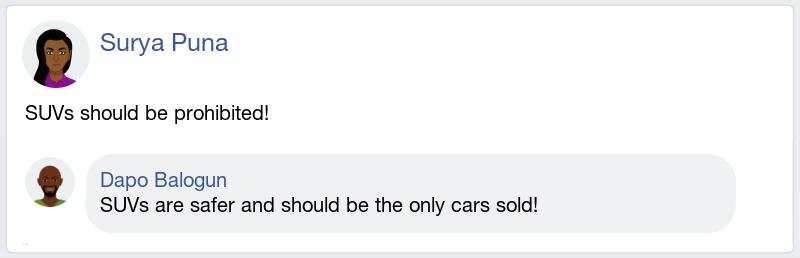 Surya Puna
SUVs should be prohibited!
Dapo Balogun
SUVs are safer and should be the only cars sold!